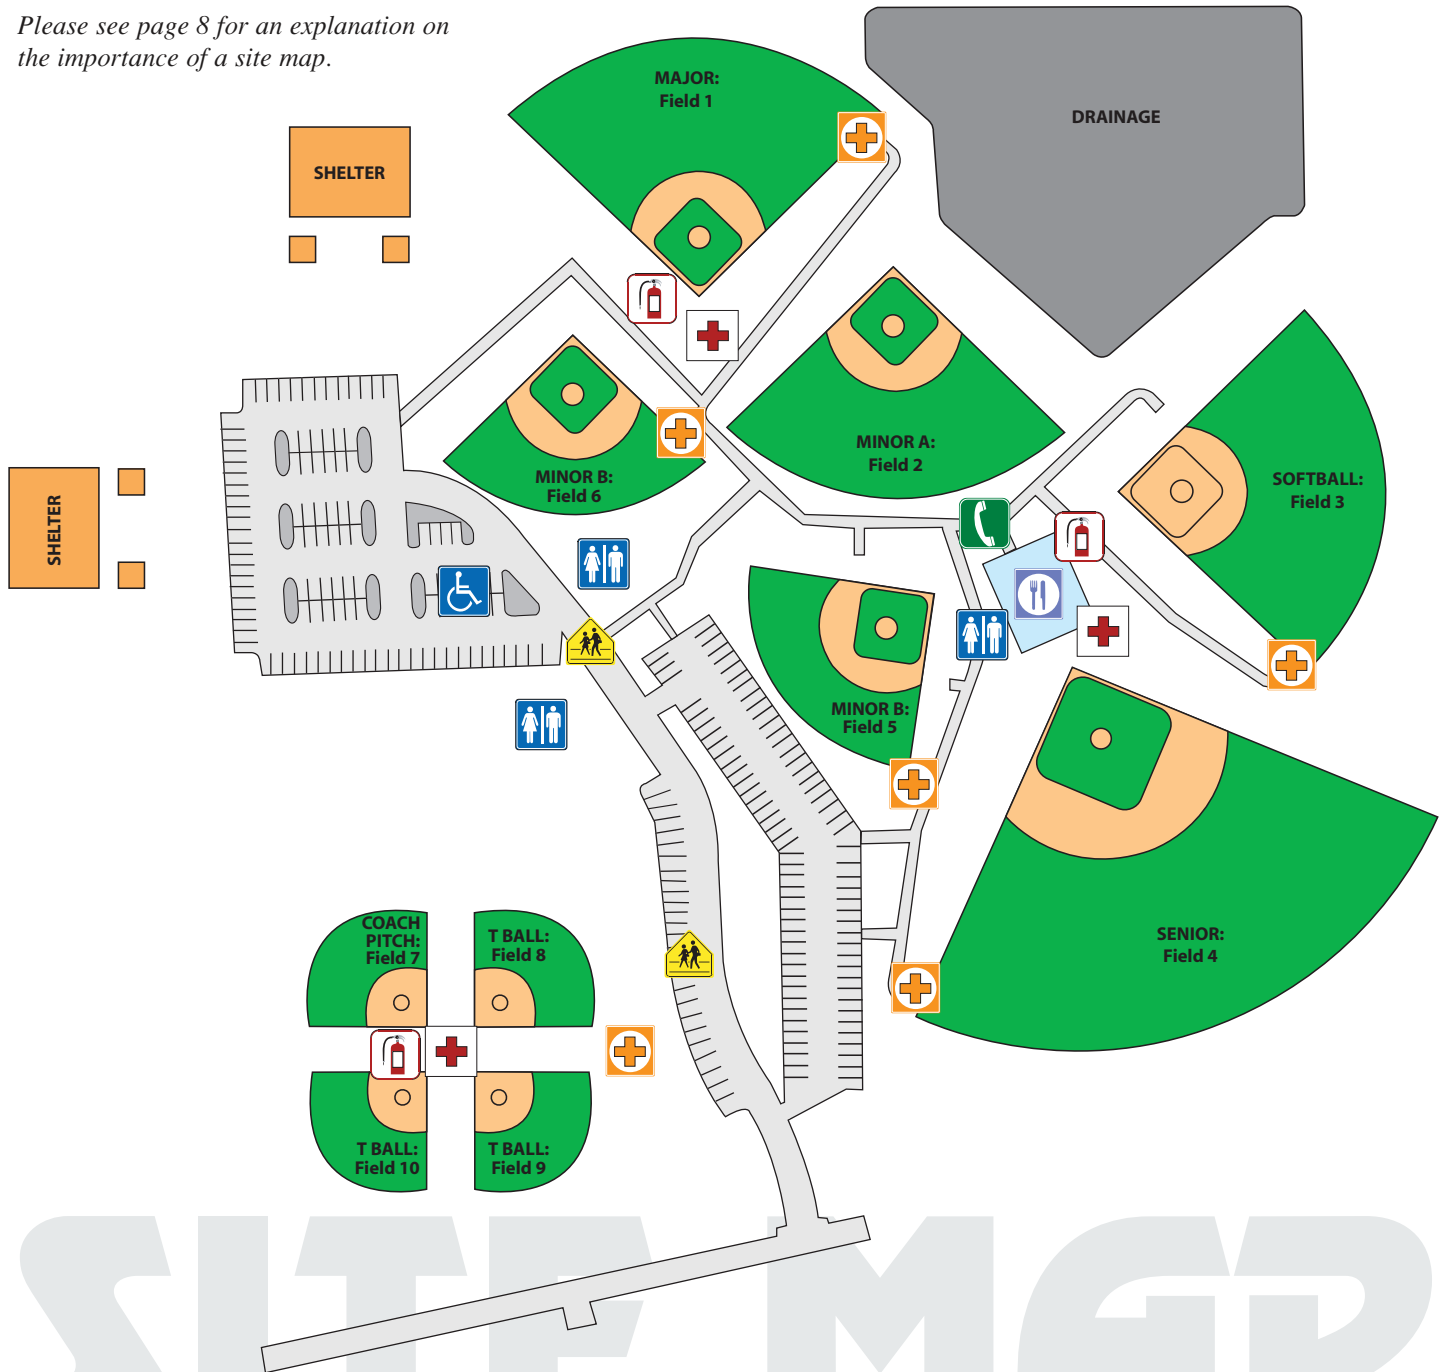 Please see page 8 for an explanation on
the importance of a site map.
MAJOR:
Field 1
DRAINAGE
SHELTER
MINOR A:
Field 2
MINOR B:
Field 6
SOFTBALL:
Field 3
SHELTER
MINOR B:
Field 5
COACH
PITCH:
Field 7
T BALL:
Field 8
SENIOR:
Field 4
T BALL:
Field 10
T BALL:
Field 9
SITE MAP